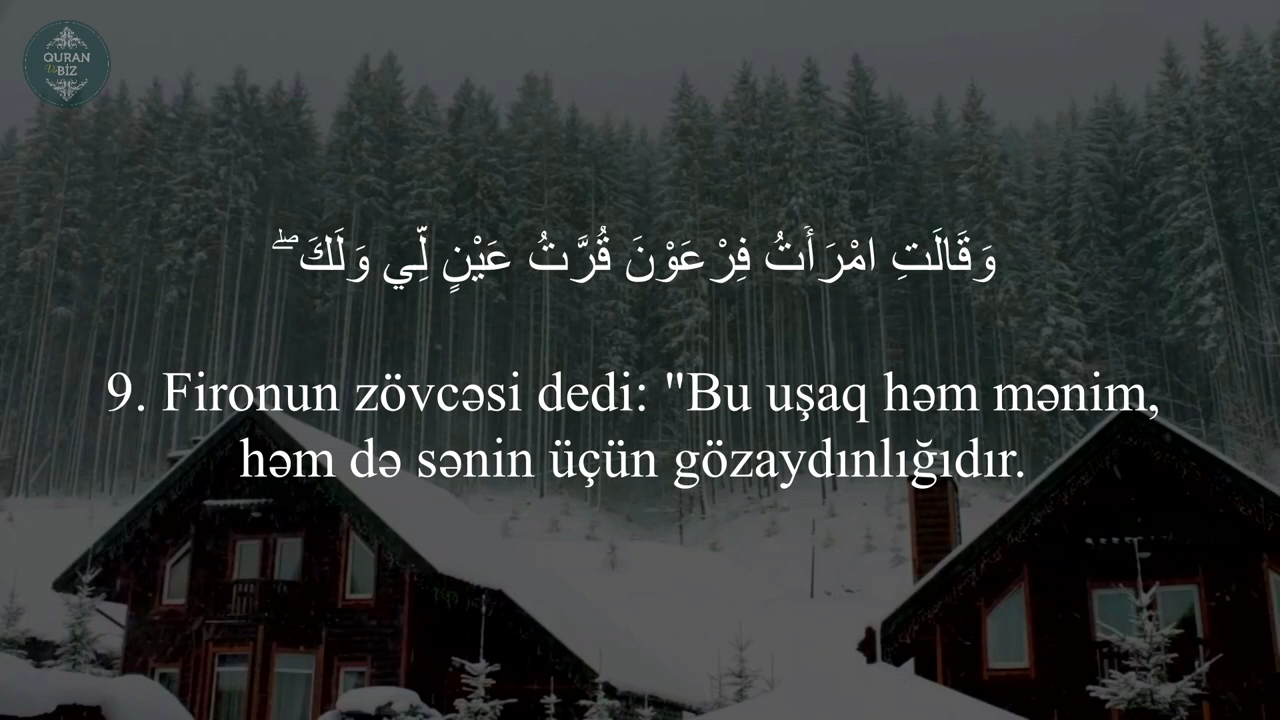 QURAN
Və BİZ
وَقَالَتِ امْرَأَتُ فِرْعَوْنَ قُرَّتُ عَيْنٍ لِّي وَلَكَ ۖ
9. Fironun zövcəsi dedi: "Bu uşaq həm mənim,
həm də sənin üçün gözaydınlığıdır.